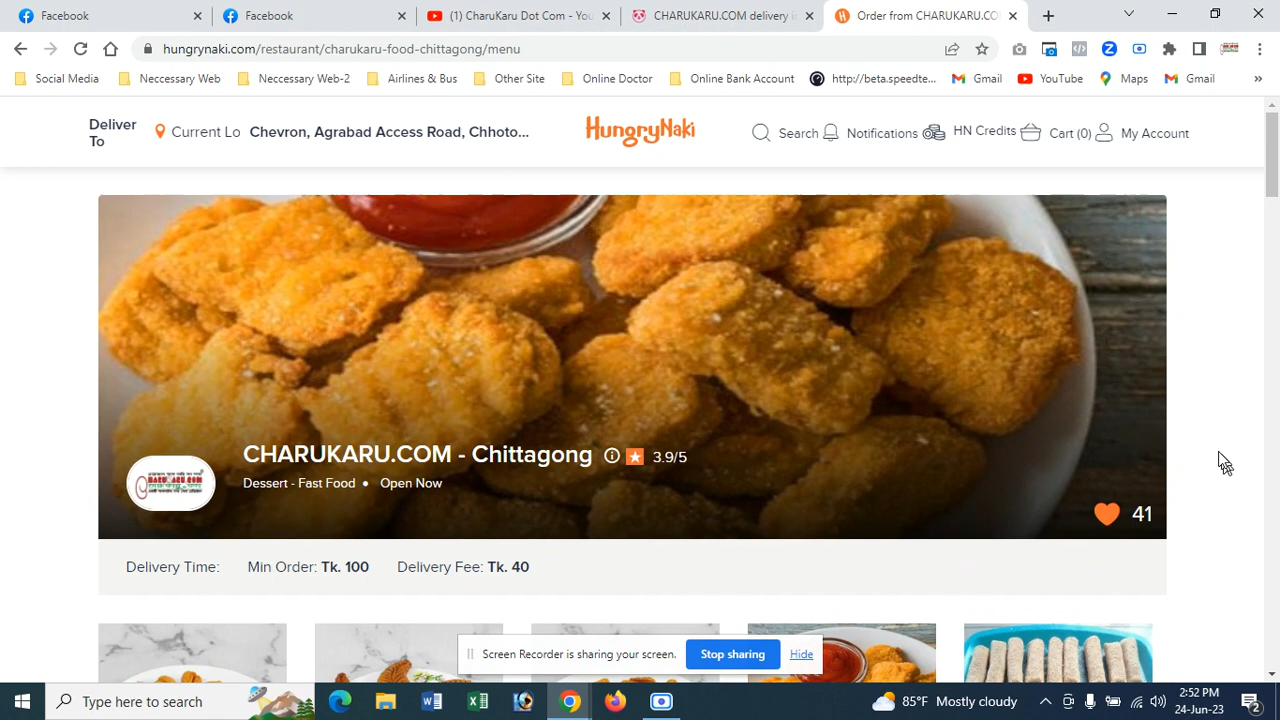 Facebook
Facebook
(1) CharuKaru Dot Com - You
CHARUKARU.COM delivery i
Order from CHARUKARU.CO
hungrynaki.com/restaurant/charukaru-food-chittagong/menu
Social Media
Neccessary Web
Neccessary Web-2
Airlines & Bus
Other Site
Online Doctor
Online Bank Account
http://beta.speedte...
Gmail
YouTube
Maps
Gmail
»
Deliver
To
Current Lo
Chevron, Agrabad Access Road, Chhoto...
HungryNaki
Search
Notifications
HN Credits
Cart (0)
My Account
CHARUKARU.COM - Chittagong
3.9/5
Dessert - Fast Food • Open Now
CHARUKARU.COM
41
Delivery Time:
Min Order: Tk. 100
Delivery Fee: Tk. 40
Screen Recorder is sharing your screen.
Stop sharing
Hide
Type here to search
85°F Mostly cloudy
2:52 PM
24-Jun-23
2